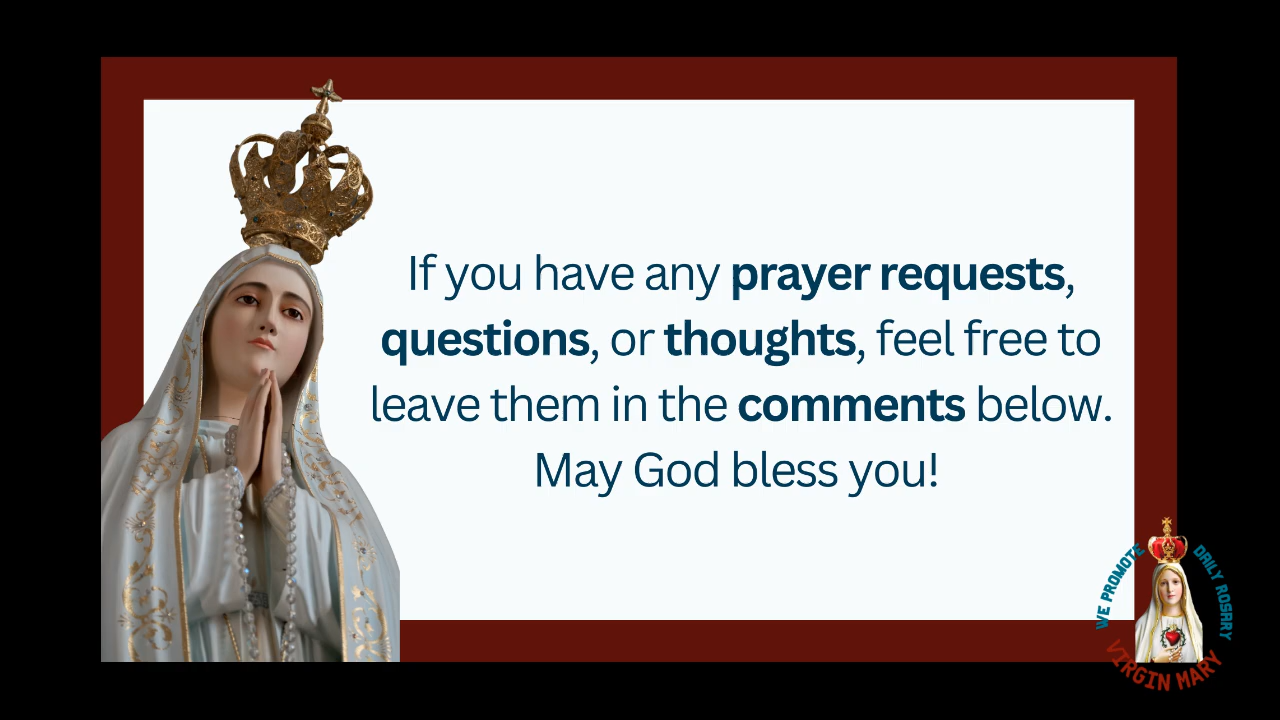 If you have any prayer requests,
questions, or thoughts, feel free to
leave them in the comments below.
May God bless you!
WE PROMOTE
DAILY ROSARY
VIRGIN MARY